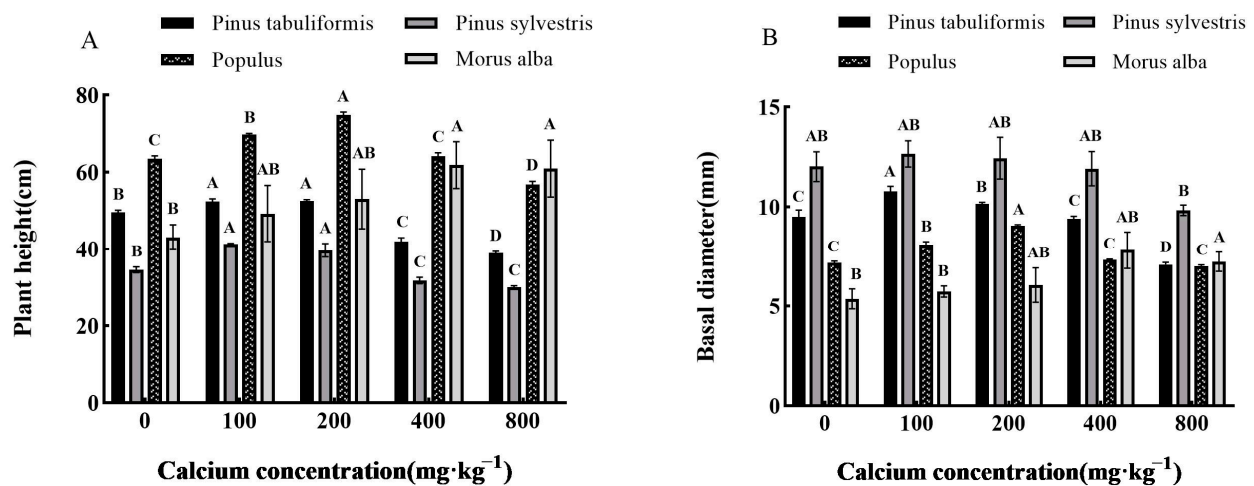 A
Pinus tabuliformis
Pinus sylvestris
Populus
Morus alba
Plant height(cm)
80
60
40
20
0
B
B
C
B
A
A
B
AB
A
A
A
AB
C
C
C
A
D
C
D
A
0
100
200
400
800
Calcium concentration(mg·kg⁻¹)
B
Pinus tabuliformis
Pinus sylvestris
Populus
Morus alba
Basal diameter(mm)
15
10
5
0
C
AB
C
B
A
AB
B
B
B
AB
A
AB
C
AB
C
AB
D
B
C
A
0
100
200
400
800
Calcium concentration(mg·kg⁻¹)